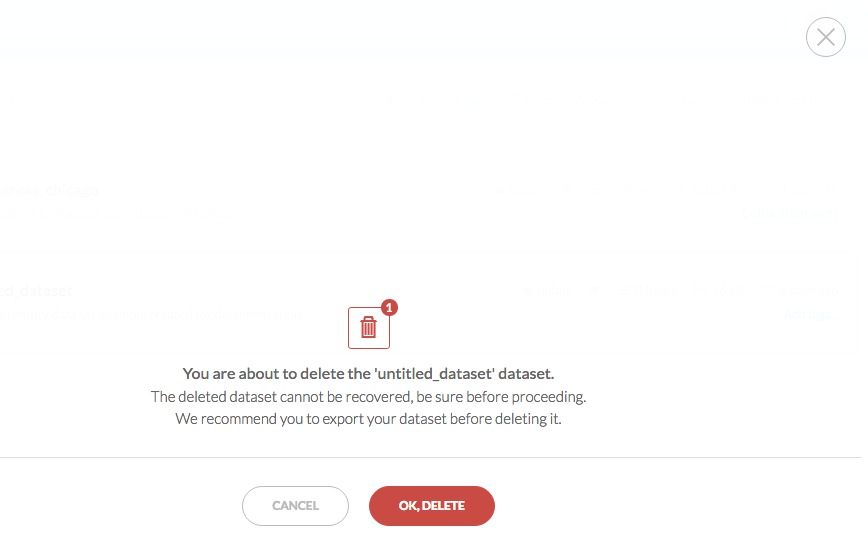 1
You are about to delete the 'untitled_dataset' dataset.
The deleted dataset cannot be recovered, be sure before proceeding.
We recommend you to export your dataset before deleting it.
CANCEL
OK, DELETE